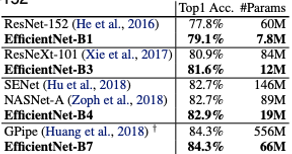 Top1 Acc. #Params
ResNet-152 (He et al., 2016) 77.8% 60M
EfficientNet-B1 79.1% 7.8M
ResNeXt-101 (Xie et al., 2017) 80.9% 84M
EfficientNet-B3 81.6% 12M
SENet (Hu et al., 2018) 82.7% 146M
NASNet-A (Zoph et al., 2018) 82.7% 89M
EfficientNet-B4 82.9% 19M
GPipe (Huang et al., 2018) † 84.3% 556M
EfficientNet-B7 84.3% 66M